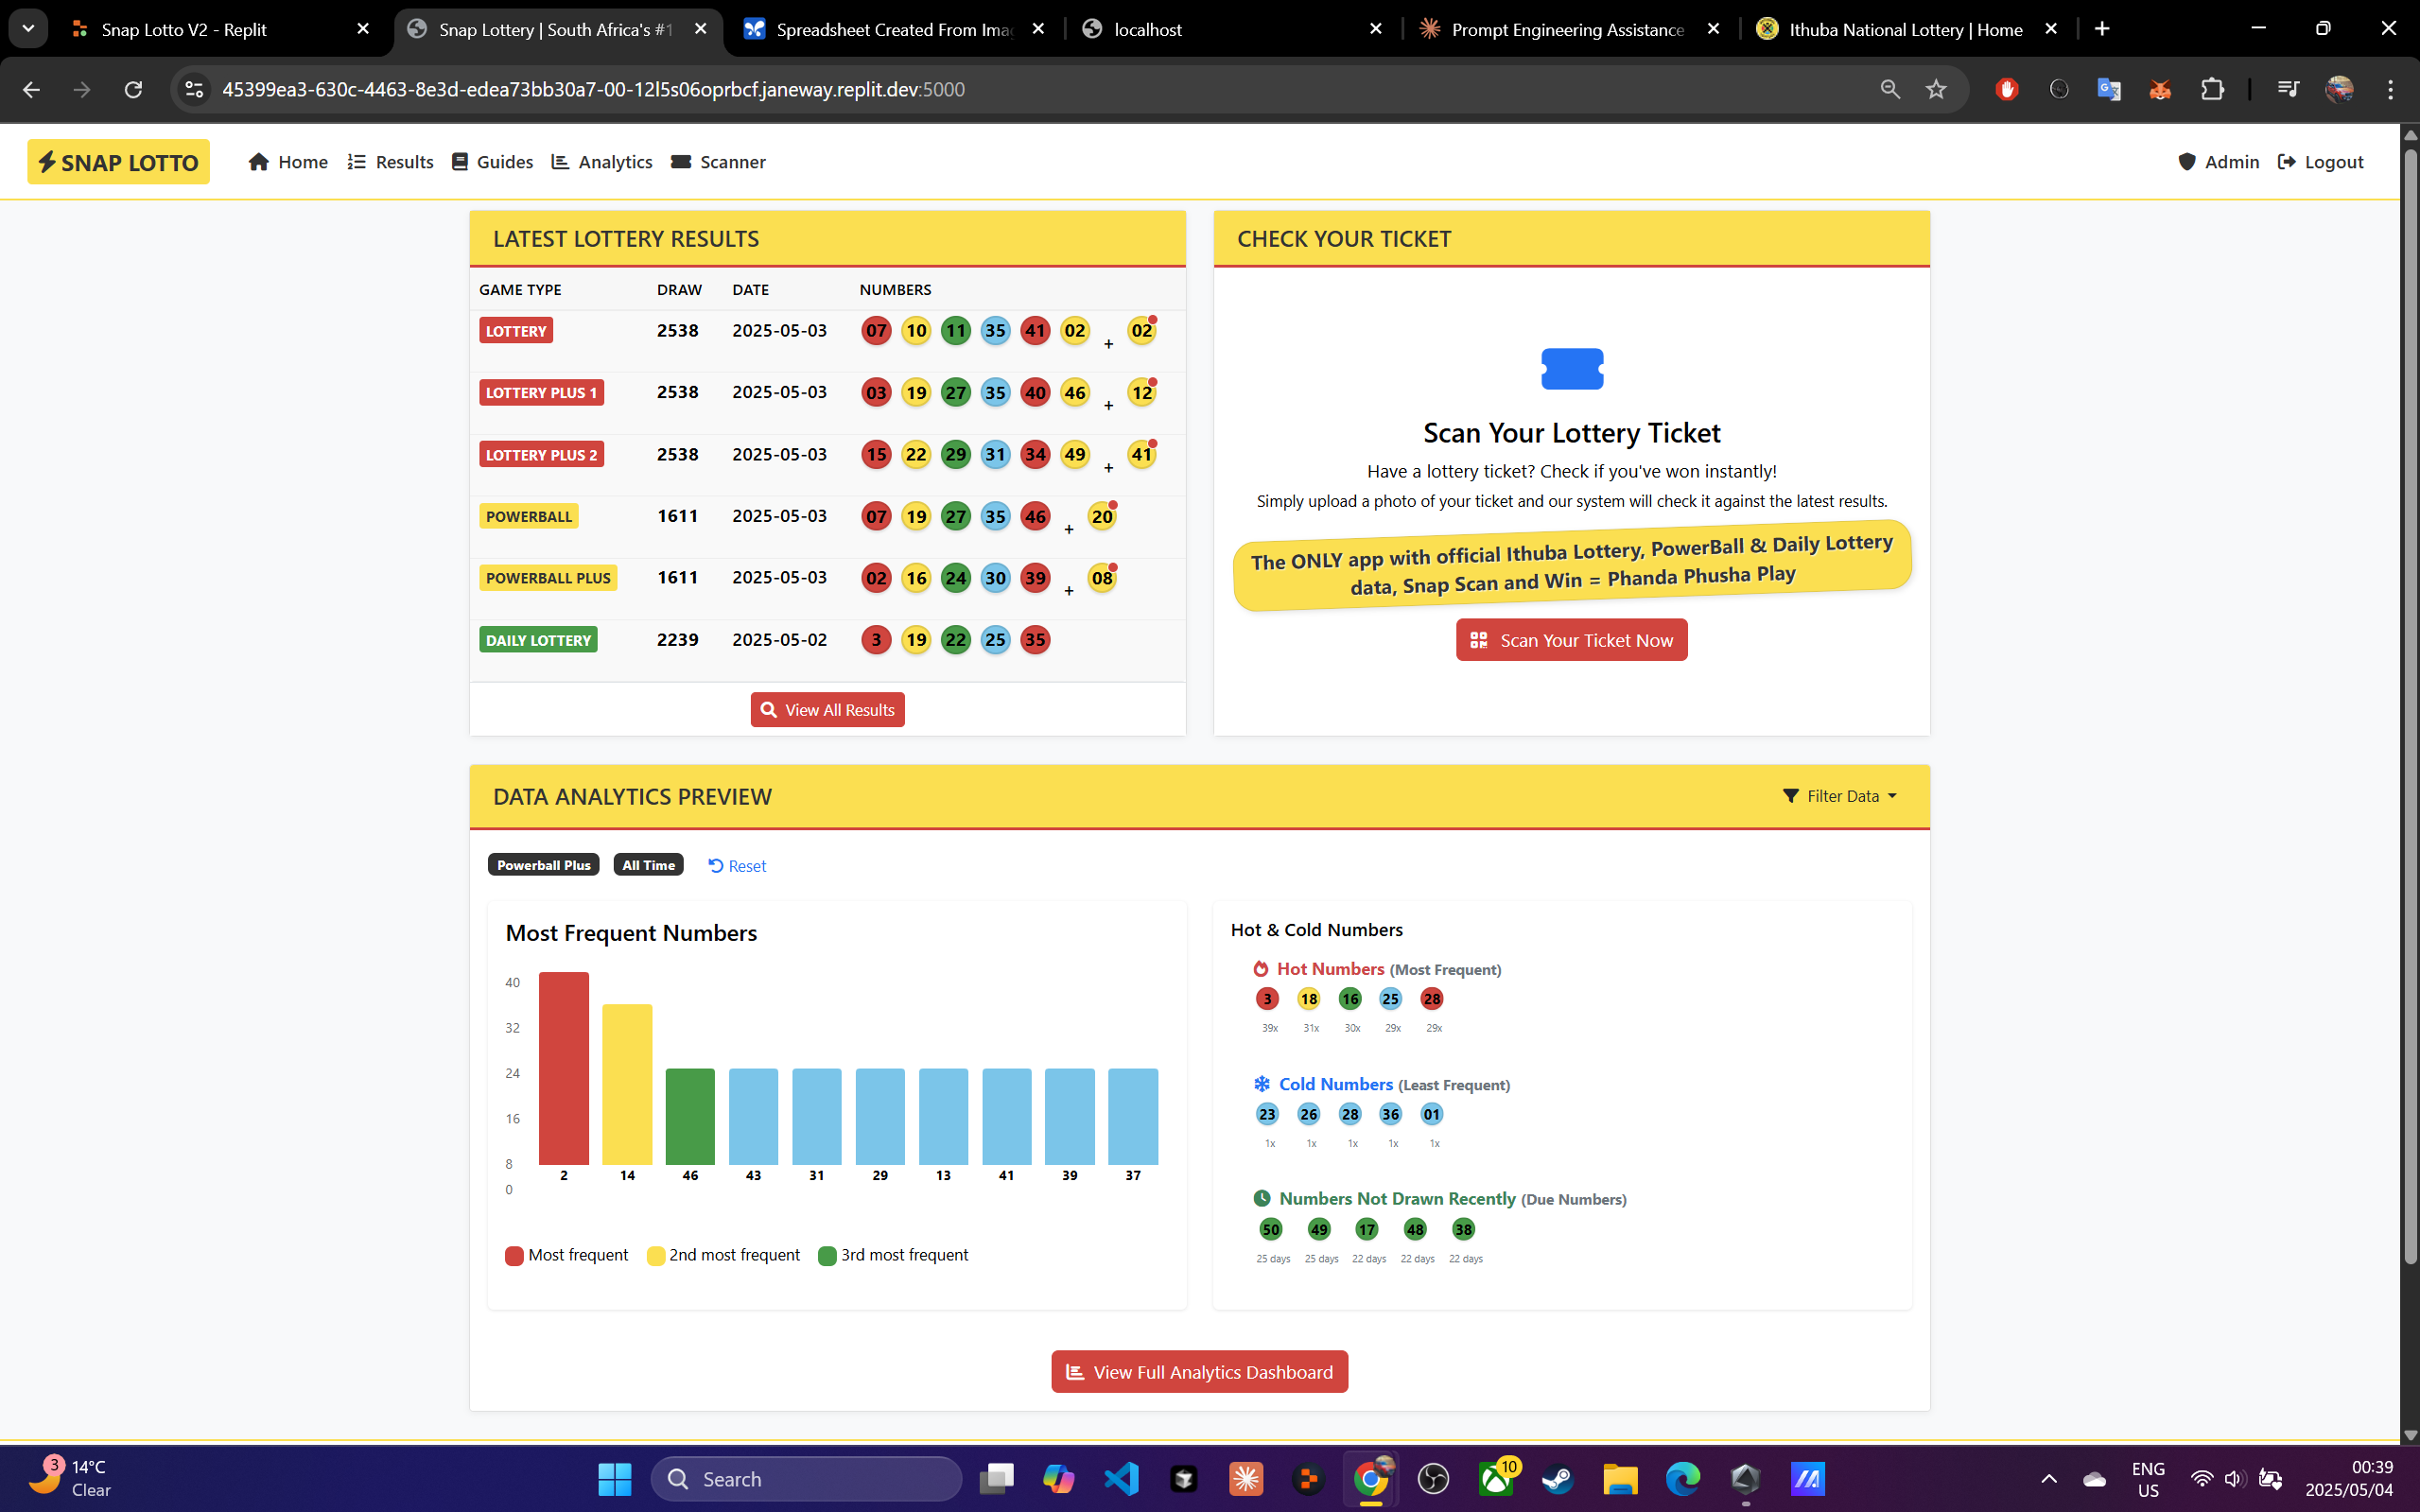 Snap Lotto V2 - Replit
Snap Lottery | South Africa's #1
Spreadsheet Created From Imag
localhost
Prompt Engineering Assistance
Ithuba National Lottery | Home
45399ea3-630c-4463-8e3d-edea73bb30a7-00-12l5s06oprbcf.janeway.replit.dev:5000
SNAP LOTTO
Home
Results
Guides
Analytics
Scanner
Admin
Logout
LATEST LOTTERY RESULTS
GAME TYPE DRAW DATE NUMBERS
LOTTERY 2538 2025-05-03 07 10 11 35 41 02 + 02
LOTTERY PLUS 1 2538 2025-05-03 03 19 27 35 40 46 + 12
LOTTERY PLUS 2 2538 2025-05-03 15 22 29 31 34 49 + 41
POWERBALL 1611 2025-05-03 07 19 27 35 46 + 20
POWERBALL PLUS 1611 2025-05-03 02 16 24 30 39 + 08
DAILY LOTTERY 2239 2025-05-02 3 19 22 25 35
View All Results
CHECK YOUR TICKET
Scan Your Lottery Ticket
Have a lottery ticket? Check if you've won instantly!
Simply upload a photo of your ticket and our system will check it against the latest results.
The ONLY app with official Ithuba Lottery, PowerBall & Daily Lottery
data, Snap Scan and Win = Phanda Phusha Play
Scan Your Ticket Now
DATA ANALYTICS PREVIEW
Filter Data
Powerball Plus
All Time
Reset
Most Frequent Numbers
40
32
24
16
8
0
2 14 46 43 31 29 13 41 39 37
Most frequent
2nd most frequent
3rd most frequent
Hot & Cold Numbers
Hot Numbers (Most Frequent)
3 18 16 25 28
39x 31x 30x 29x 29x
Cold Numbers (Least Frequent)
23 26 28 36 01
1x 1x 1x 1x 1x
Numbers Not Drawn Recently (Due Numbers)
50 49 17 48 38
25 days 25 days 22 days 22 days 22 days
View Full Analytics Dashboard
3
14°C
Clear
Search
10
ENG
US
00:39
2025/05/04